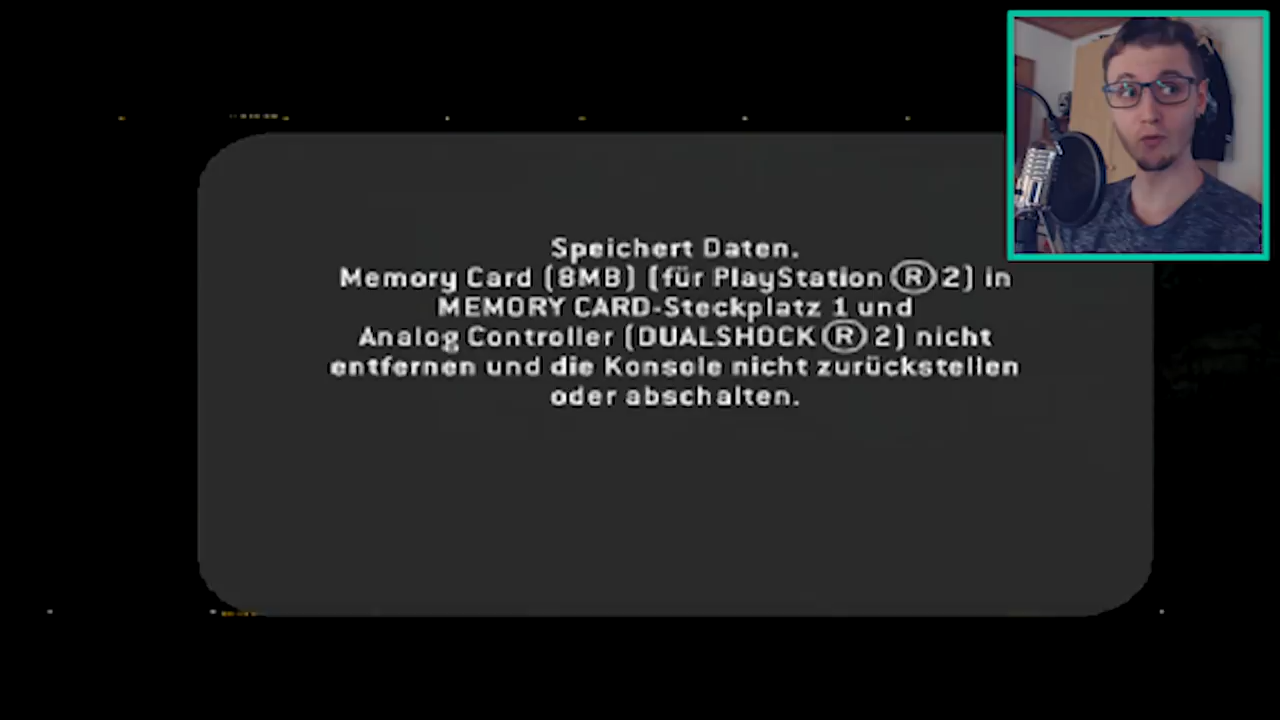 Speichert Daten.
Memory Card (8MB) (für PlayStation®2) in
MEMORY CARD-Steckplatz 1 und
Analog Controller (DUALSHOCK®2) nicht
entfernen und die Konsole nicht zurückstellen
oder abschalten.